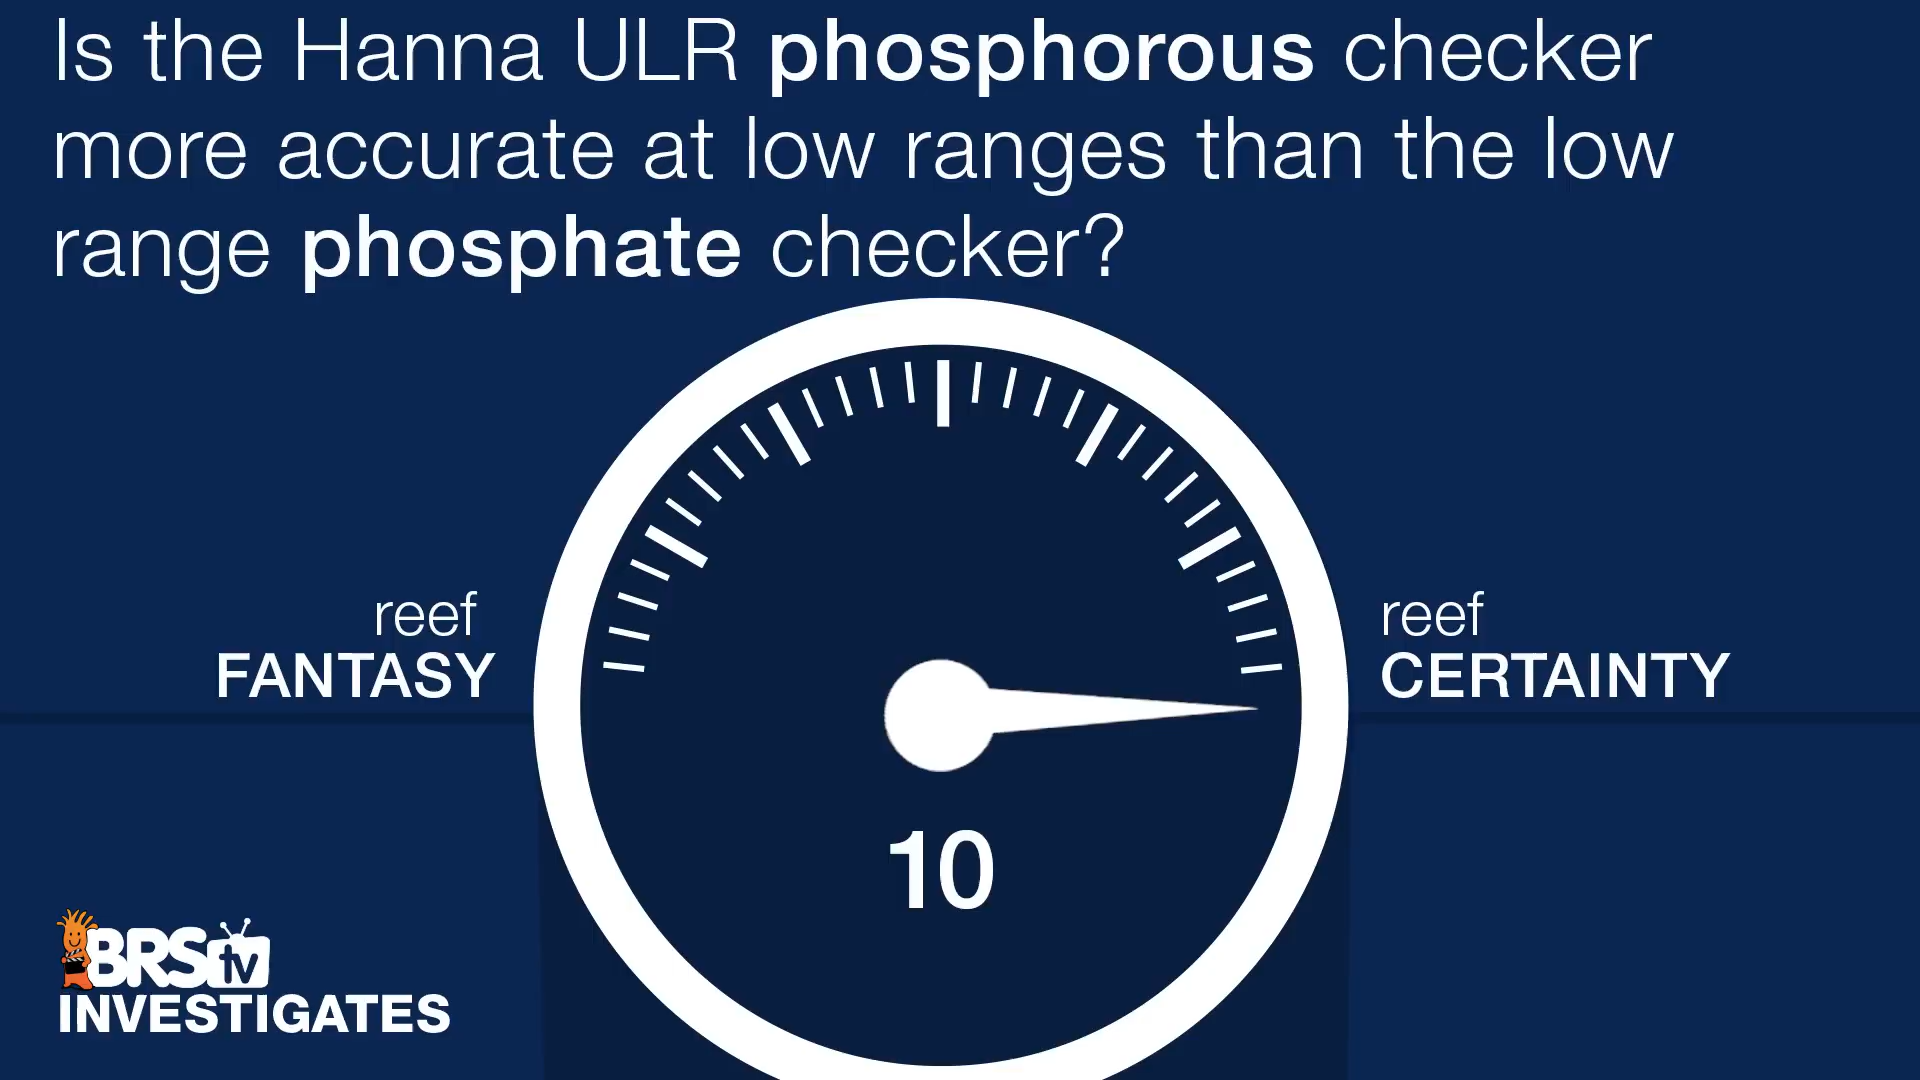 Is the Hanna ULR phosphorous checker
more accurate at low ranges than the low
range phosphate checker?
reef
FANTASY
reef
CERTAINTY
10
BRS tv
INVESTIGATES